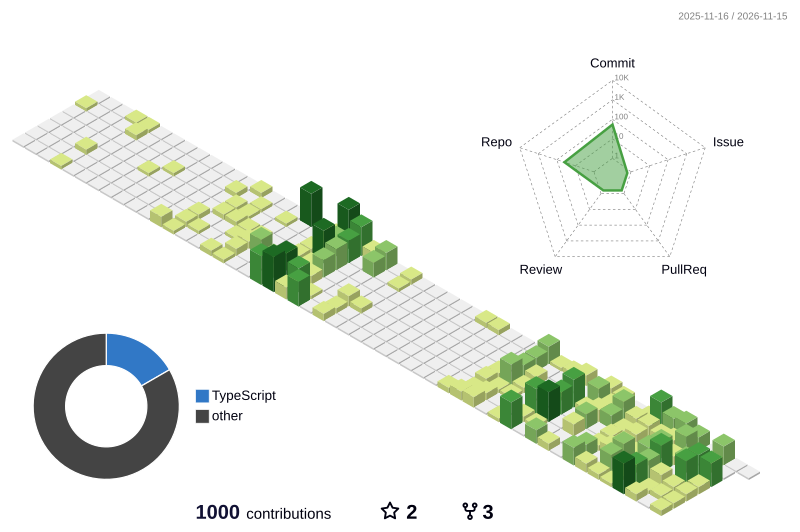 2025-11-16 / 2026-11-15
Commit
10K
1K
100
Repo
Issue
Review
PullReq
TypeScript
other
1000 contributions
2
3